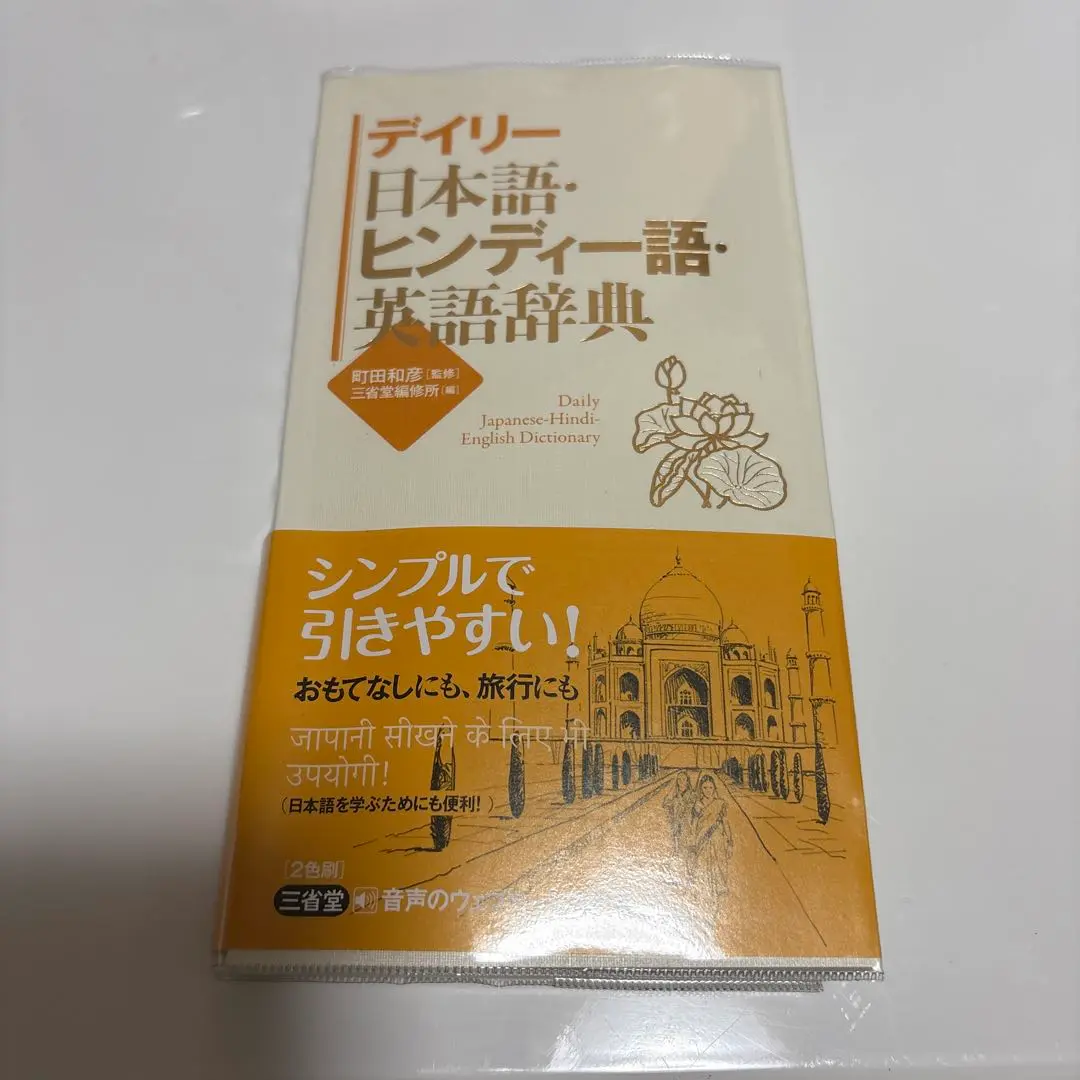 デイリー
日本語・
ヒンディー語・
英語辞典
町田和彦[監修]
三省堂編修所[編]
Daily
Japanese-Hindi-
English Dictionary
シンプルで
引きやすい!
おもてなしにも、旅行にも
जापानी सीखने के लिए भी
उपयोगी!
(日本語を学ぶためにも便利!)
[2色刷]
三省堂 音声のウェブ